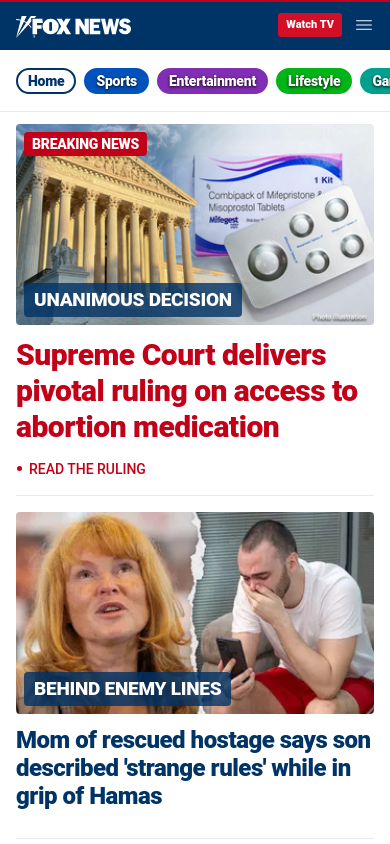 FOX NEWS
Watch TV
Home
Sports
Entertainment
Lifestyle
Ga
BREAKING NEWS
1 Kit
Combipack of Mifepristone &
Misoprostol Tablets
Mifegest
UNANIMOUS DECISION
Photo Illustration
Supreme Court delivers
pivotal ruling on access to
abortion medication
• READ THE RULING
BEHIND ENEMY LINES
Mom of rescued hostage says son
described 'strange rules' while in
grip of Hamas